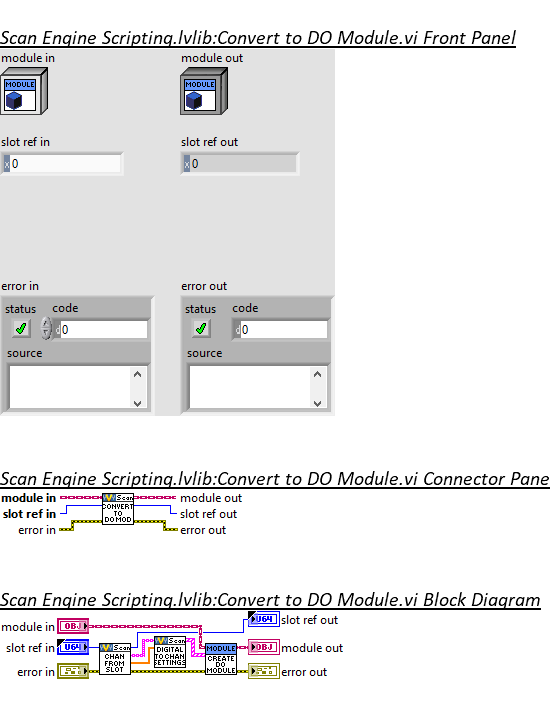 Scan Engine Scripting.lvlib:Convert to DO Module.vi Front Panel
module in module out
MODULE MODULE
slot ref in slot ref out
x 0 x 0
error in error out
status code status code
d 0 d 0
source source
Scan Engine Scripting.lvlib:Convert to DO Module.vi Connector Pane
module in Scan module out
slot ref in CONVERT TO DO MOD slot ref out
error in error out
Scan Engine Scripting.lvlib:Convert to DO Module.vi Block Diagram
U64 slot ref out
module in OBJ
slot ref in U64 Scan CHAN FROM SLOT Scan DIGITAL TO CHAN SETTINGS MODULE CREATE DO MODULE OBJ module out
error in error out